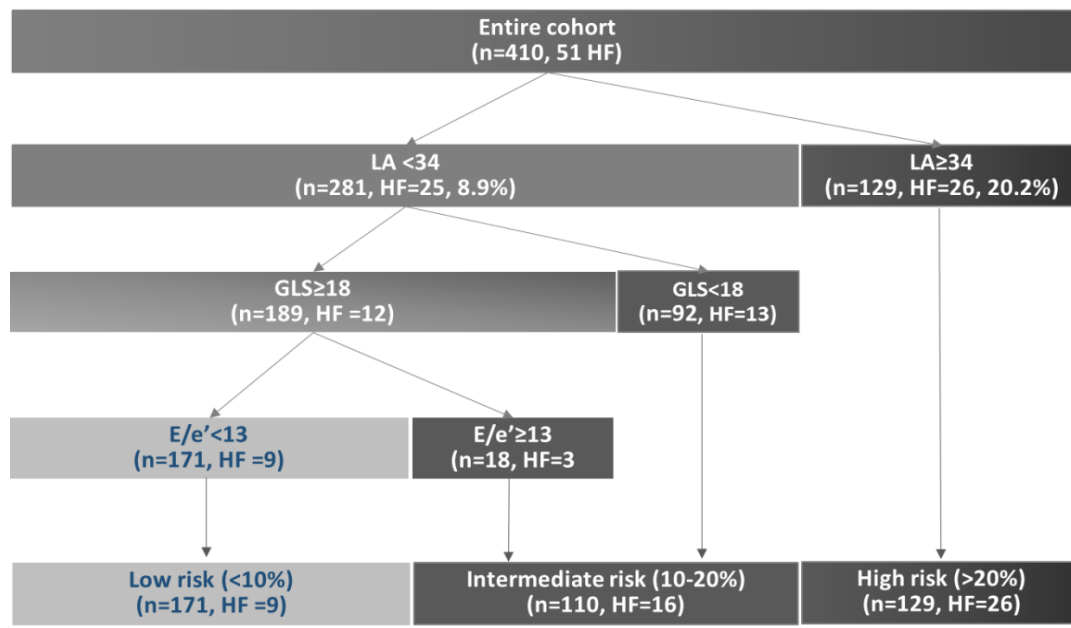 Entire cohort
(n=410, 51 HF)
LA <34
(n=281, HF=25, 8.9%)
LA≥34
(n=129, HF=26, 20.2%)
GLS≥18
(n=189, HF =12)
GLS<18
(n=92, HF=13)
E/e’<13
(n=171, HF =9)
E/e’≥13
(n=18, HF=3
Low risk (<10%)
(n=171, HF =9)
Intermediate risk (10-20%)
(n=110, HF=16)
High risk (>20%)
(n=129, HF=26)